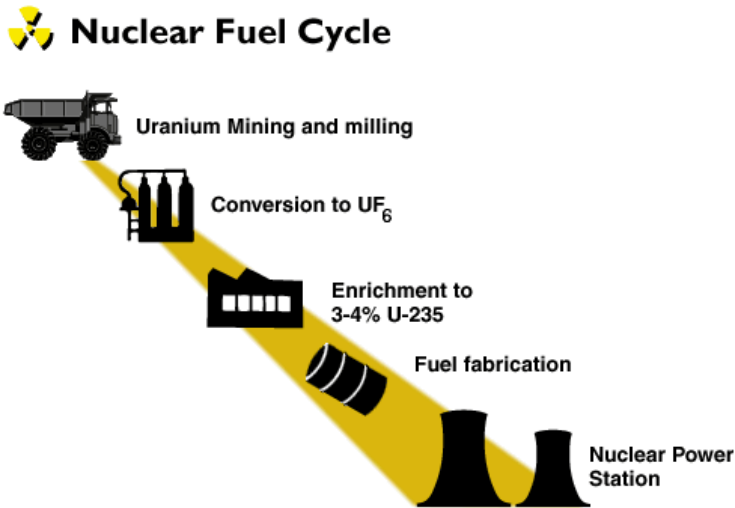 Nuclear Fuel Cycle
Uranium Mining and milling
Conversion to UF6
Enrichment to
3-4% U-235
Fuel fabrication
Nuclear Power
Station